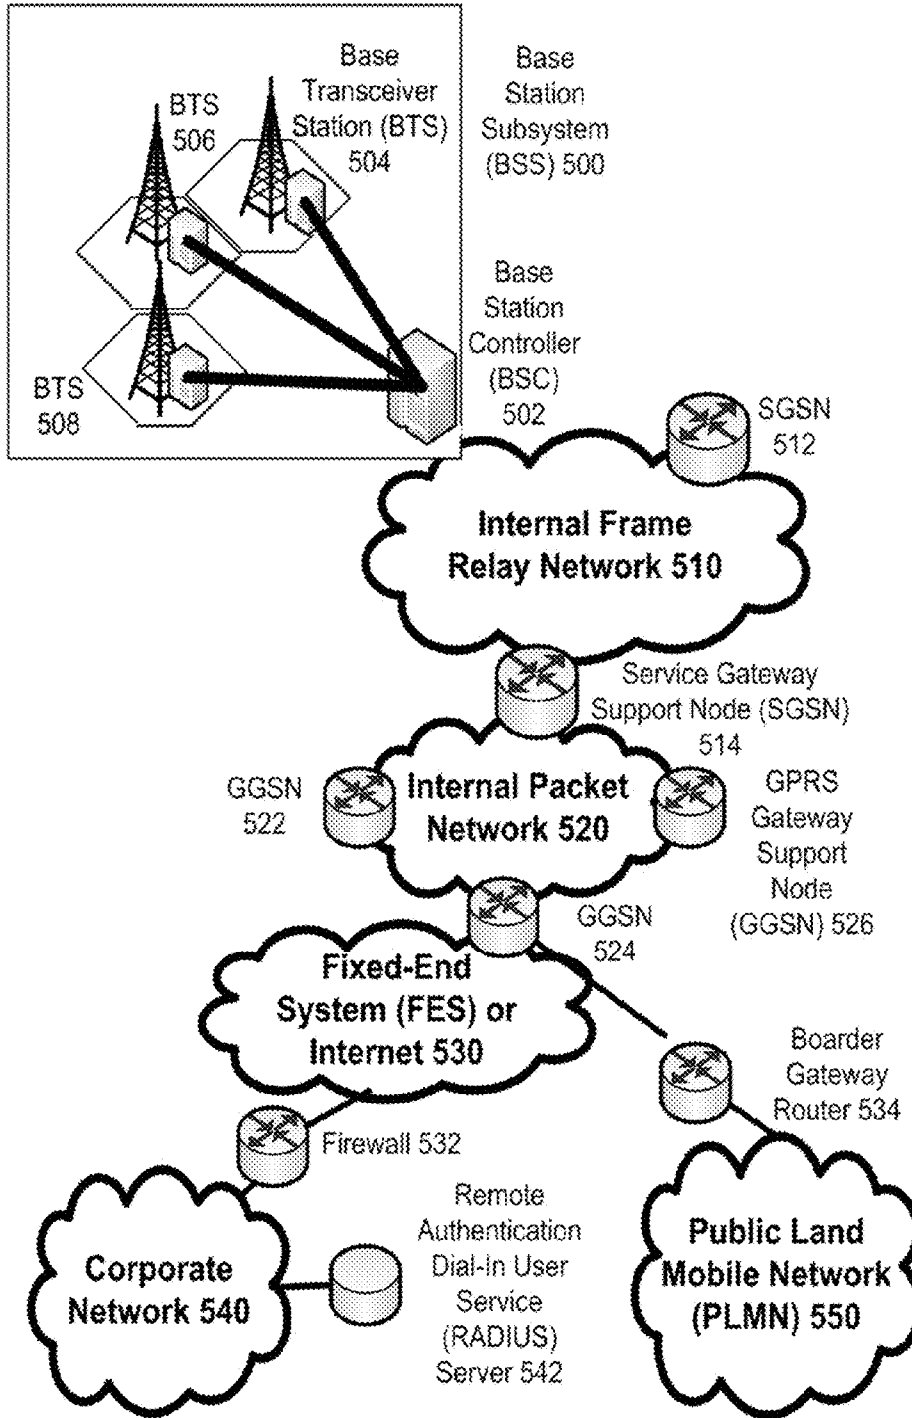 BTS
506
Base
Transceiver
Station (BTS)
504
Base
Station
Subsystem
(BSS) 500
BTS
508
Base
Station
Controller
(BSC)
502
SGSN
512
Internal Frame
Relay Network 510
Service Gateway
Support Node (SGSN)
514
GGSN
522
Internal Packet
Network 520
GPRS
Gateway
Support
Node
(GGSN) 526
GGSN
524
Fixed-End
System (FES) or
Internet 530
Boarder
Gateway
Router 534
Firewall 532
Corporate
Network 540
Remote
Authentication
Dial-In User
Service
(RADIUS)
Server 542
Public Land
Mobile Network
(PLMN) 550